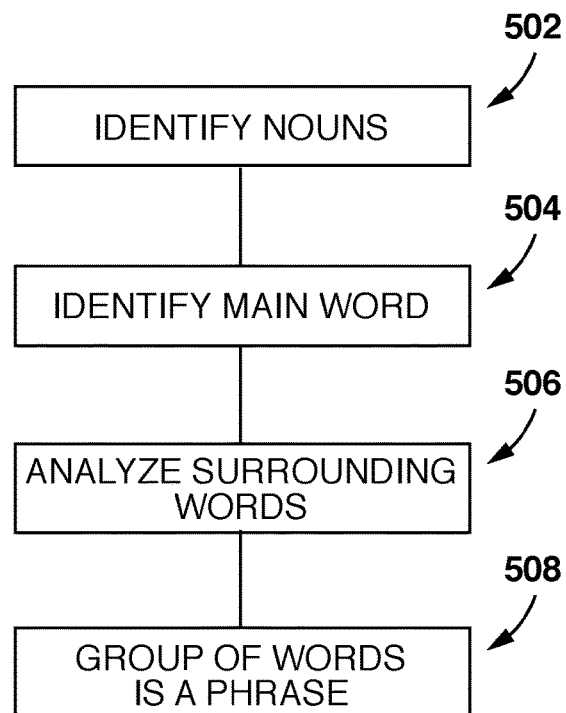 502
IDENTIFY NOUNS
504
IDENTIFY MAIN WORD
506
ANALYZE SURROUNDING
WORDS
508
GROUP OF WORDS
IS A PHRASE